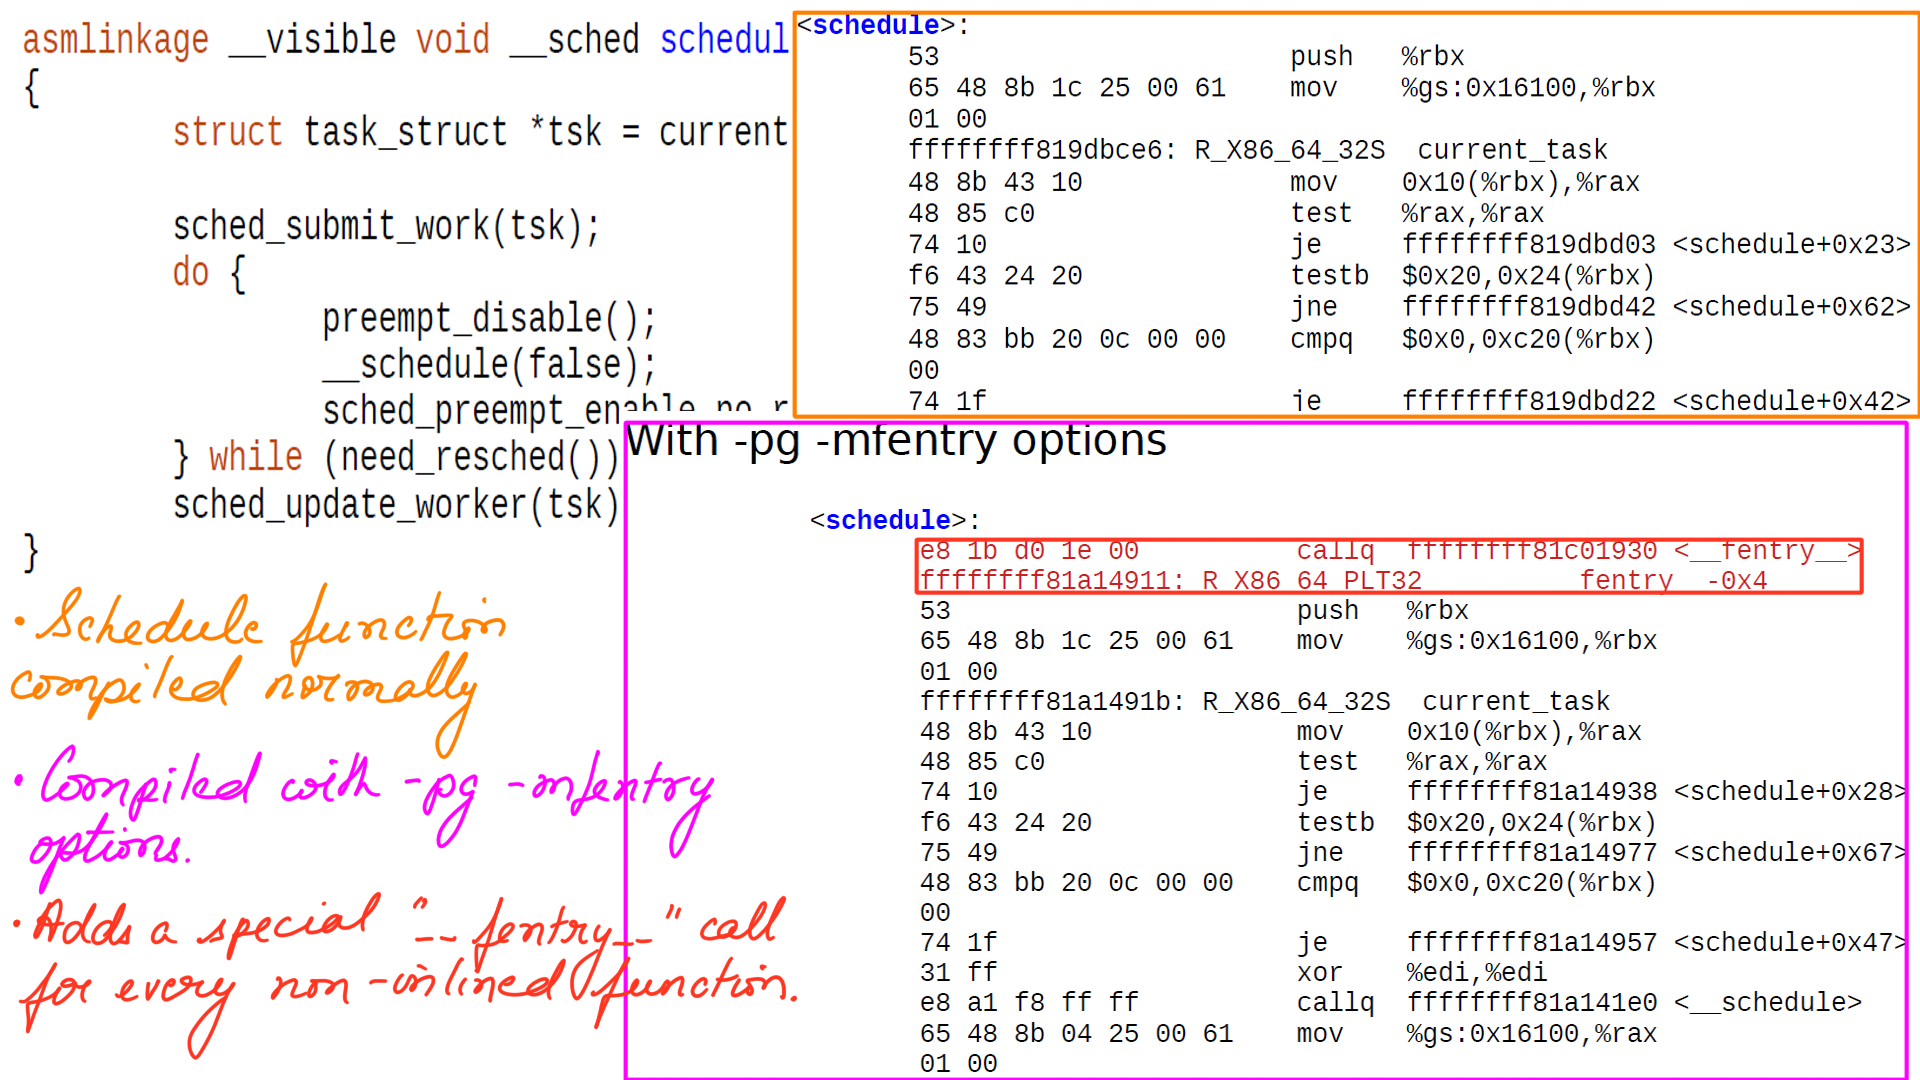 asmlinkage __visible void __sched schedul
{
struct task_struct *tsk = current
sched_submit_work(tsk);
do {
preempt_disable();
__schedule(false);
sched_preempt_enable_no_r
} while (need_resched())
sched_update_worker(tsk)
}
<schedule>:
53 push %rbx
65 48 8b 1c 25 00 61 mov %gs:0x16100,%rbx
01 00
ffffffff819dbce6: R_X86_64_32S current_task
48 8b 43 10 mov 0x10(%rbx),%rax
48 85 c0 test %rax,%rax
74 10 je ffffffff819dbd03 <schedule+0x23>
f6 43 24 20 testb $0x20,0x24(%rbx)
75 49 jne ffffffff819dbd42 <schedule+0x62>
48 83 bb 20 0c 00 00 cmpq $0x0,0xc20(%rbx)
00
74 1f je ffffffff819dbd22 <schedule+0x42>
With -pg -mfentry options
<schedule>:
e8 1b d0 1e 00 callq ffffffff81c01930 <__fentry__>
ffffffff81a14911: R_X86_64_PLT32 __fentry__-0x4
53 push %rbx
65 48 8b 1c 25 00 61 mov %gs:0x16100,%rbx
01 00
ffffffff81a1491b: R_X86_64_32S current_task
48 8b 43 10 mov 0x10(%rbx),%rax
48 85 c0 test %rax,%rax
74 10 je ffffffff81a14938 <schedule+0x28>
f6 43 24 20 testb $0x20,0x24(%rbx)
75 49 jne ffffffff81a14977 <schedule+0x67>
48 83 bb 20 0c 00 00 cmpq $0x0,0xc20(%rbx)
00
74 1f je ffffffff81a14957 <schedule+0x47>
31 ff xor %edi,%edi
e8 a1 f8 ff ff callq ffffffff81a141e0 <__schedule>
65 48 8b 04 25 00 61 mov %gs:0x16100,%rax
01 00
• Schedule function
compiled normally
• Compiled with -pg -mfentry
options.
• Adds a special "__fentry__" call
for every non-inlined function.